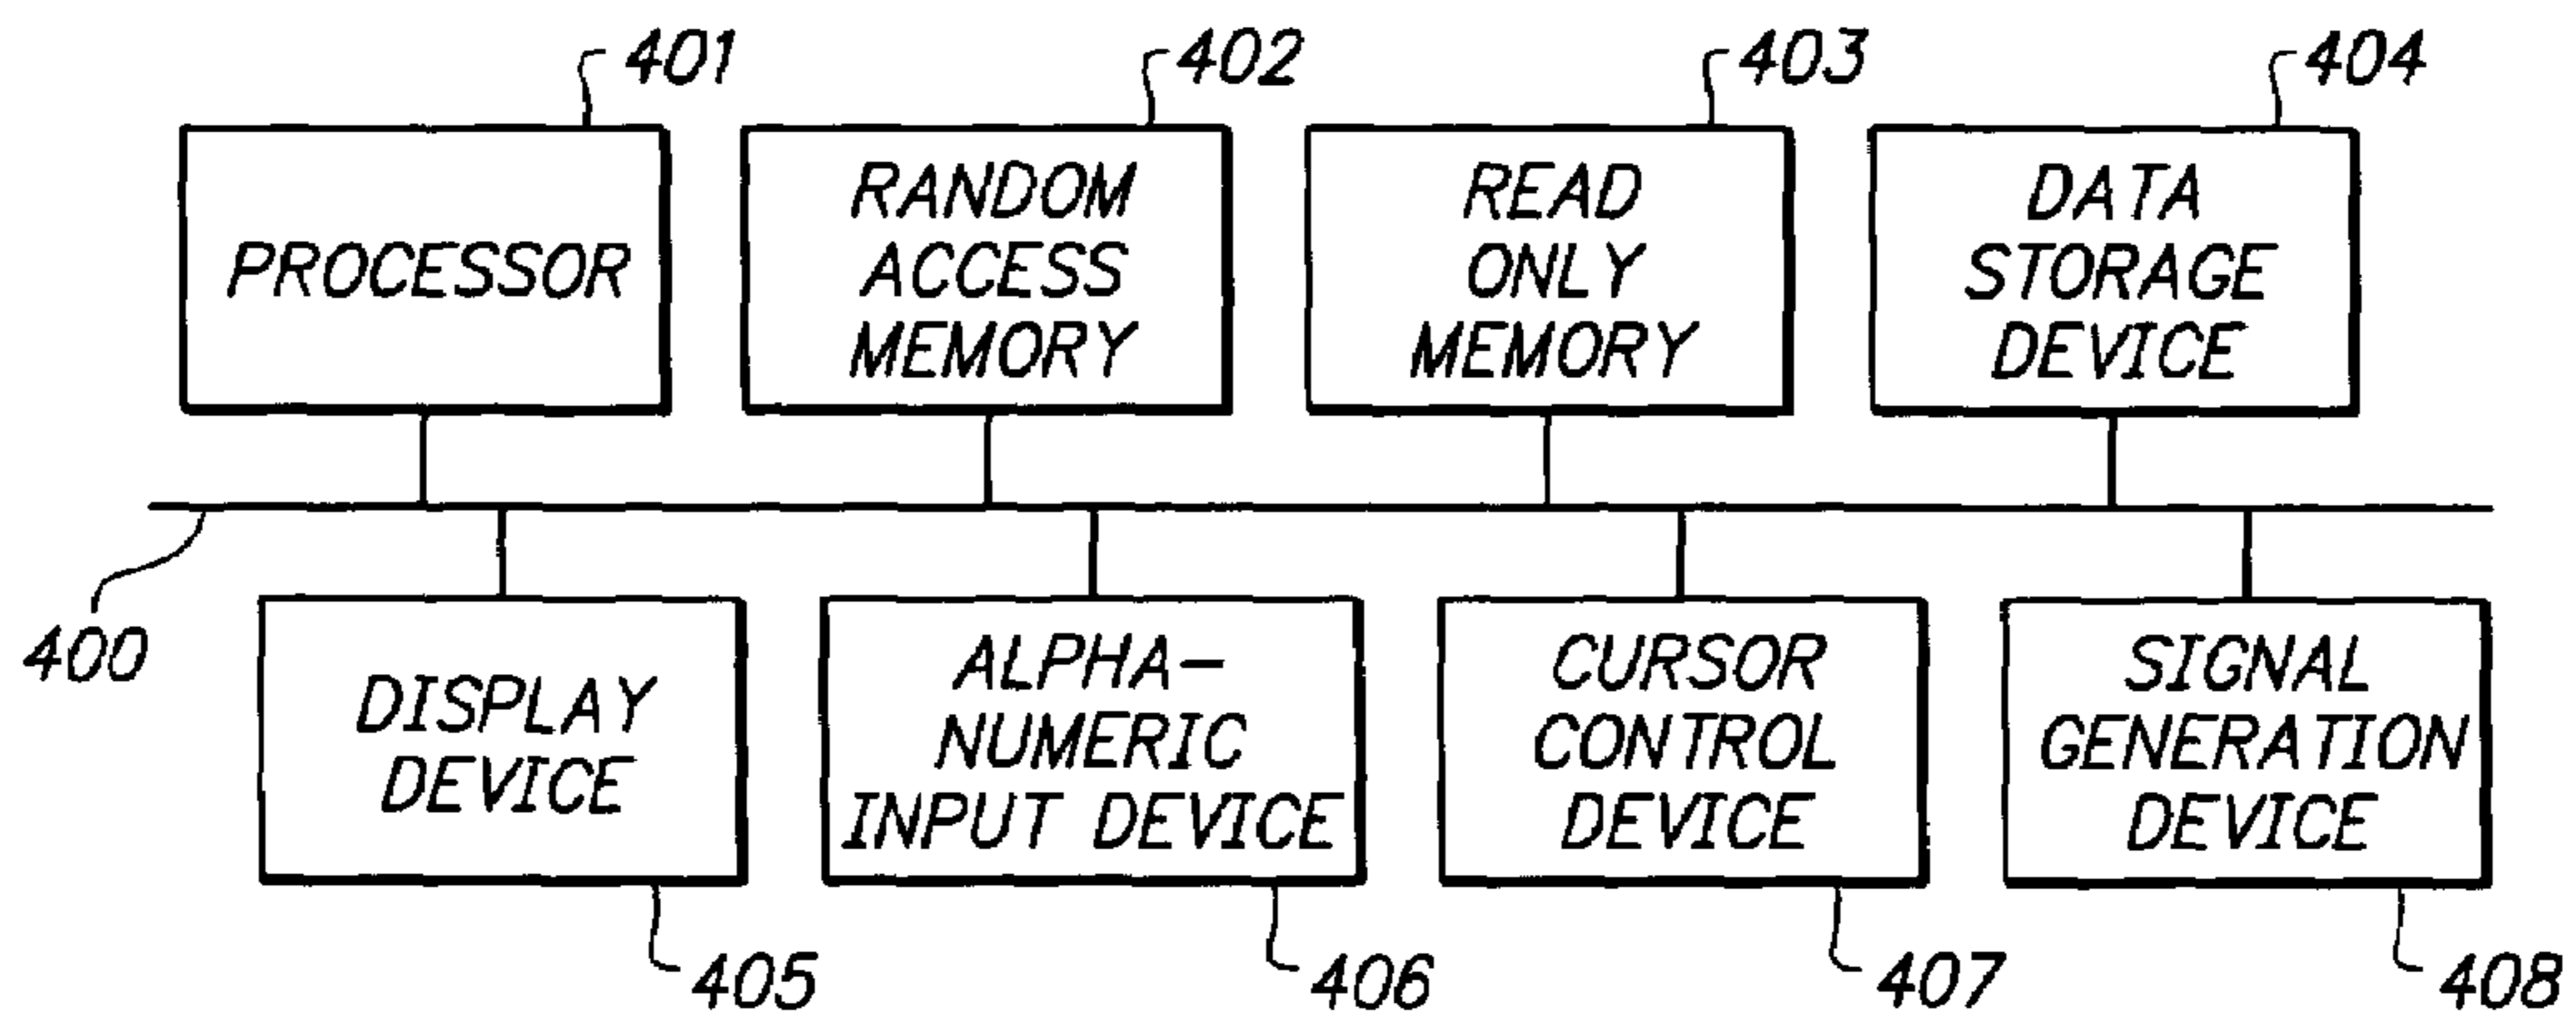 401
402
403
404
PROCESSOR
RANDOM
ACCESS
MEMORY
READ
ONLY
MEMORY
DATA
STORAGE
DEVICE
400
DISPLAY
DEVICE
ALPHA-
NUMERIC
INPUT DEVICE
CURSOR
CONTROL
DEVICE
SIGNAL
GENERATION
DEVICE
405
406
407
408